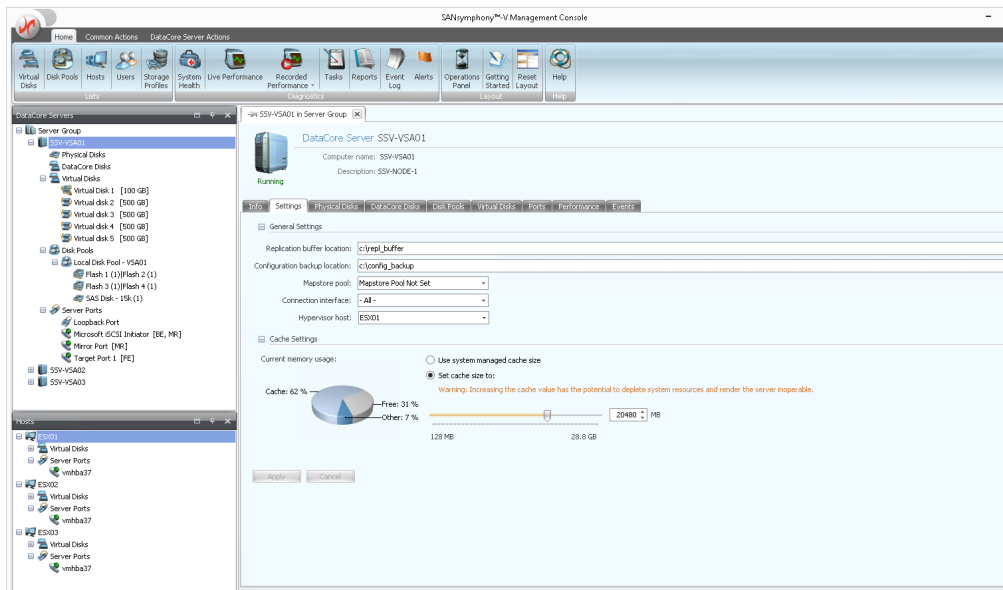 SANsymphony™-V Management Console
Home Common Actions DataCore Server Actions
Virtual Disks
Disk Pools
Hosts
Users
Storage Profiles
System Health
Live Performance
Recorded Performance
Tasks
Reports
Event Log
Alerts
Operations Panel
Getting Started
Reset Layout
Help
Lists
Diagnostics
Layout
Help
DataCore Servers
Server Group
SSV-VSA01
Physical Disks
DataCore Disks
Virtual Disks
Virtual Disk 1 [100 GB]
Virtual disk 2 [500 GB]
Virtual disk 3 [500 GB]
Virtual disk 4 [500 GB]
Virtual disk 5 [500 GB]
Disk Pools
Local Disk Pool - VSA01
Flash 1 (1)|Flash 2 (1)
Flash 3 (1)|Flash 4 (1)
SAS Disk - 15k (1)
Server Ports
Loopback Port
Microsoft iSCSI Initiator [BE, MR]
Mirror Port [MR]
Target Port 1 [FE]
SSV-VSA02
SSV-VSA03
Hosts
ESX01
Virtual Disks
Server Ports
vmhba37
ESX02
Virtual Disks
Server Ports
vmhba37
ESX03
Virtual Disks
Server Ports
vmhba37
SSV-VSA01 in Server Group
DataCore Server SSV-VSA01
Computer name: SSV-VSA01
Description: SSV-NODE-1
Running
Info Settings Physical Disks DataCore Disks Disk Pools Virtual Disks Ports Performance Events
General Settings
Replication buffer location: c:\repl_buffer
Configuration backup location: c:\config_backup
Mapstore pool: Mapstore Pool Not Set
Connection interface: - All -
Hypervisor host: ESX01
Cache Settings
Current memory usage:
Cache: 62 %
Free: 31 %
Other: 7 %
Use system managed cache size
Set cache size to:
Warning: Increasing the cache value has the potential to deplete system resources and render the server inoperable.
20480 MB
128 MB 28.8 GB
Apply Cancel